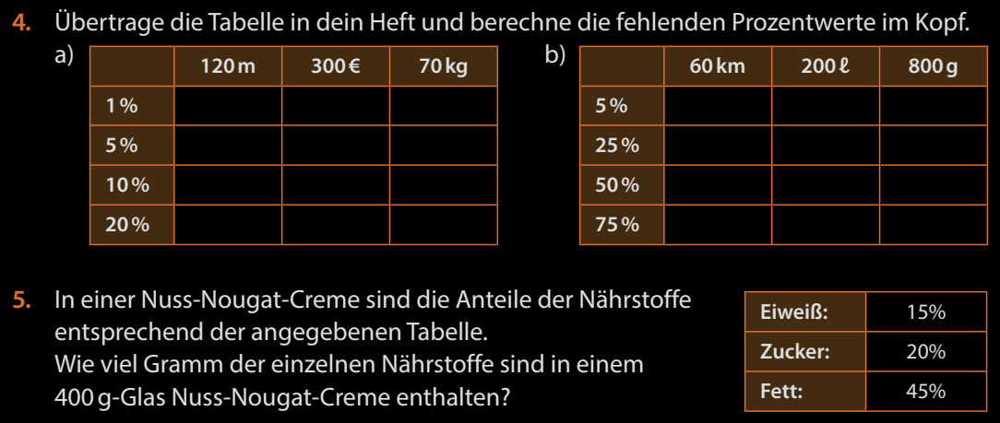 4. Übertrage die Tabelle in dein Heft und berechne die fehlenden Prozentwerte im Kopf.
a)
120 m 300 € 70 kg
1 %
5 %
10 %
20 %
b)
60 km 200 ℓ 800 g
5 %
25 %
50 %
75 %
5. In einer Nuss-Nougat-Creme sind die Anteile der Nährstoffe
entsprechend der angegebenen Tabelle.
Wie viel Gramm der einzelnen Nährstoffe sind in einem
400 g-Glas Nuss-Nougat-Creme enthalten?
Eiweiß: 15%
Zucker: 20%
Fett: 45%